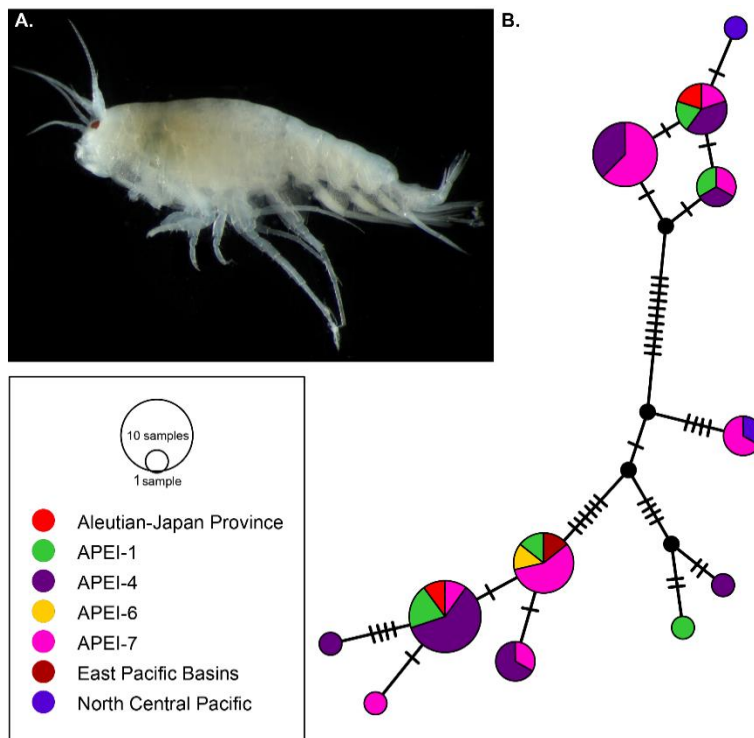 A.
B.
10 samples
1 sample
Aleutian-Japan Province
APEI-1
APEI-4
APEI-6
APEI-7
East Pacific Basins
North Central Pacific